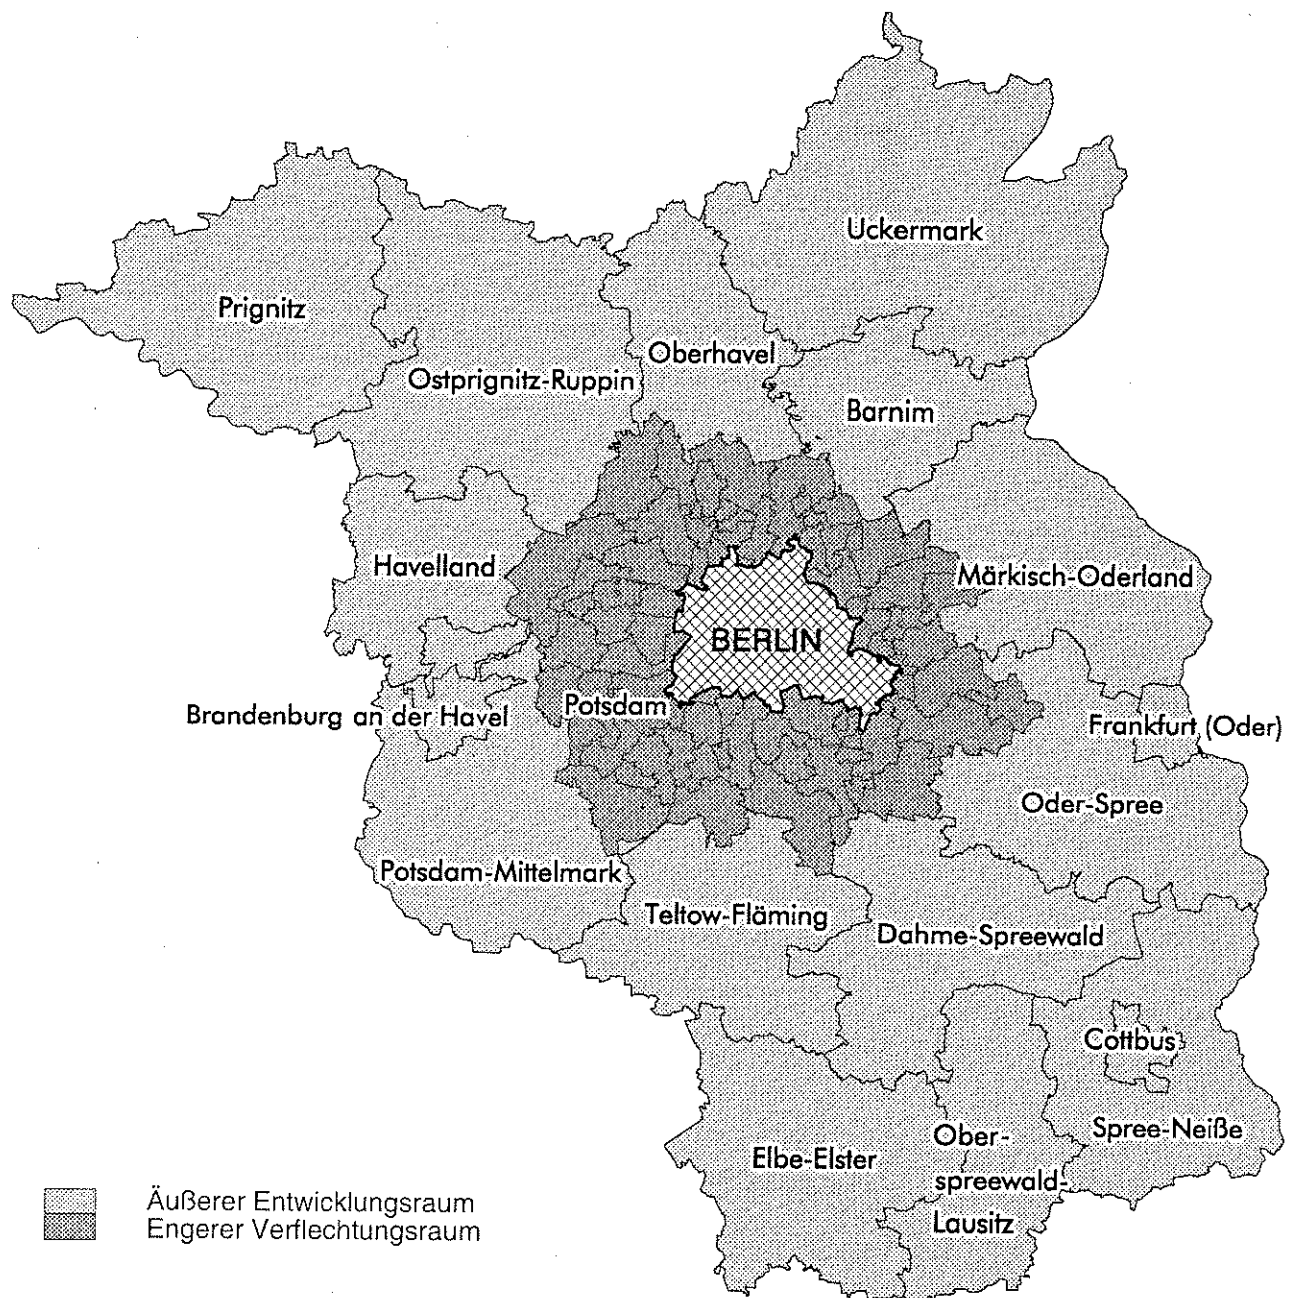 Uckermark
Prignitz
Oberhavel
Ostprignitz-Ruppin
Barnim
Havelland
Märkisch-Oderland
BERLIN
Potsdam
Brandenburg an der Havel
Frankfurt (Oder)
Oder-Spree
Potsdam-Mittelmark
Teltow-Fläming
Dahme-Spreewald
Cottbus
Spree-Neiße
Elbe-Elster
Ober-
spreewald-
Lausitz
Äußerer Entwicklungsraum
Engerer Verflechtungsraum